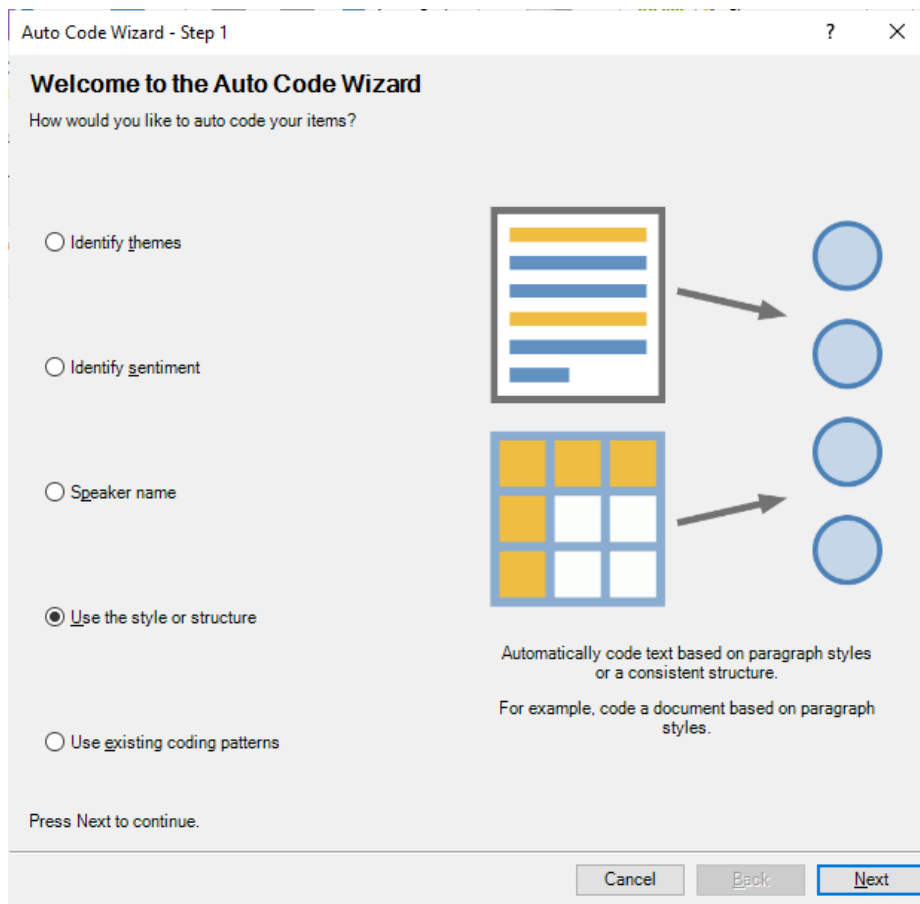 Auto Code Wizard - Step 1
?
Welcome to the Auto Code Wizard
How would you like to auto code your items?
Identify themes
Identify sentiment
Speaker name
Use the style or structure
Automatically code text based on paragraph styles
or a consistent structure.
For example, code a document based on paragraph
styles.
Use existing coding patterns
Press Next to continue.
Cancel
Back
Next